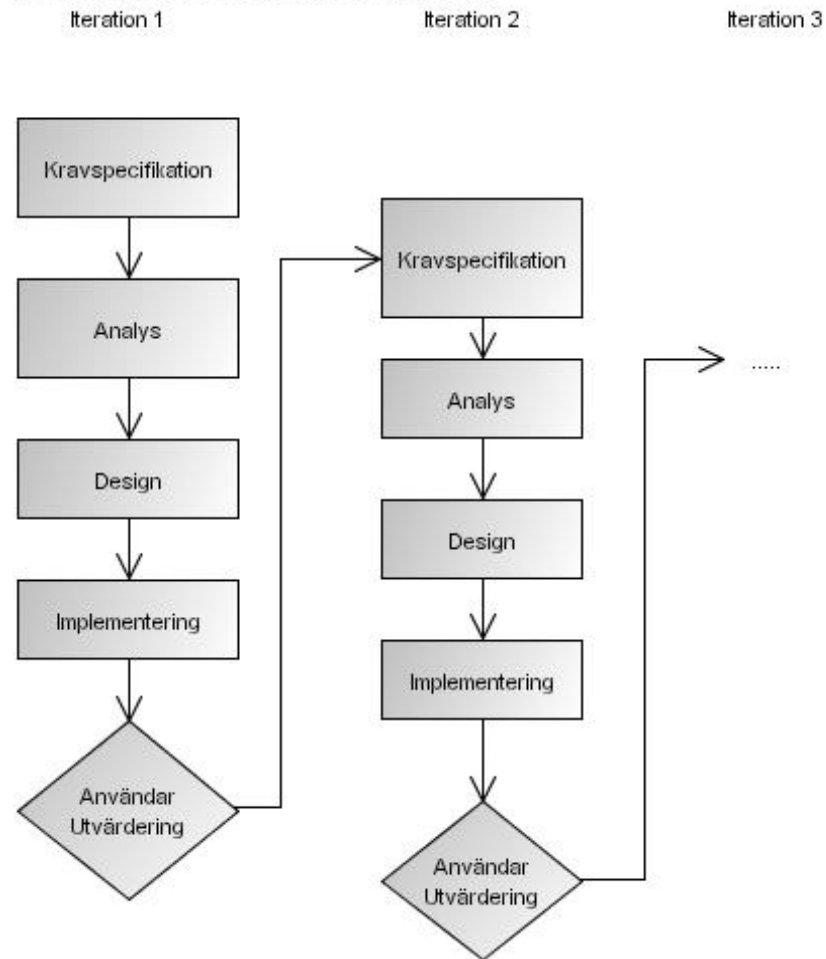 Iteration 1
Iteration 2
Iteration 3
Kravspecifikation
Analys
Design
Implementering
Användar
Utvärdering
Kravspecifikation
Analys
Design
Implementering
Användar
Utvärdering
.....